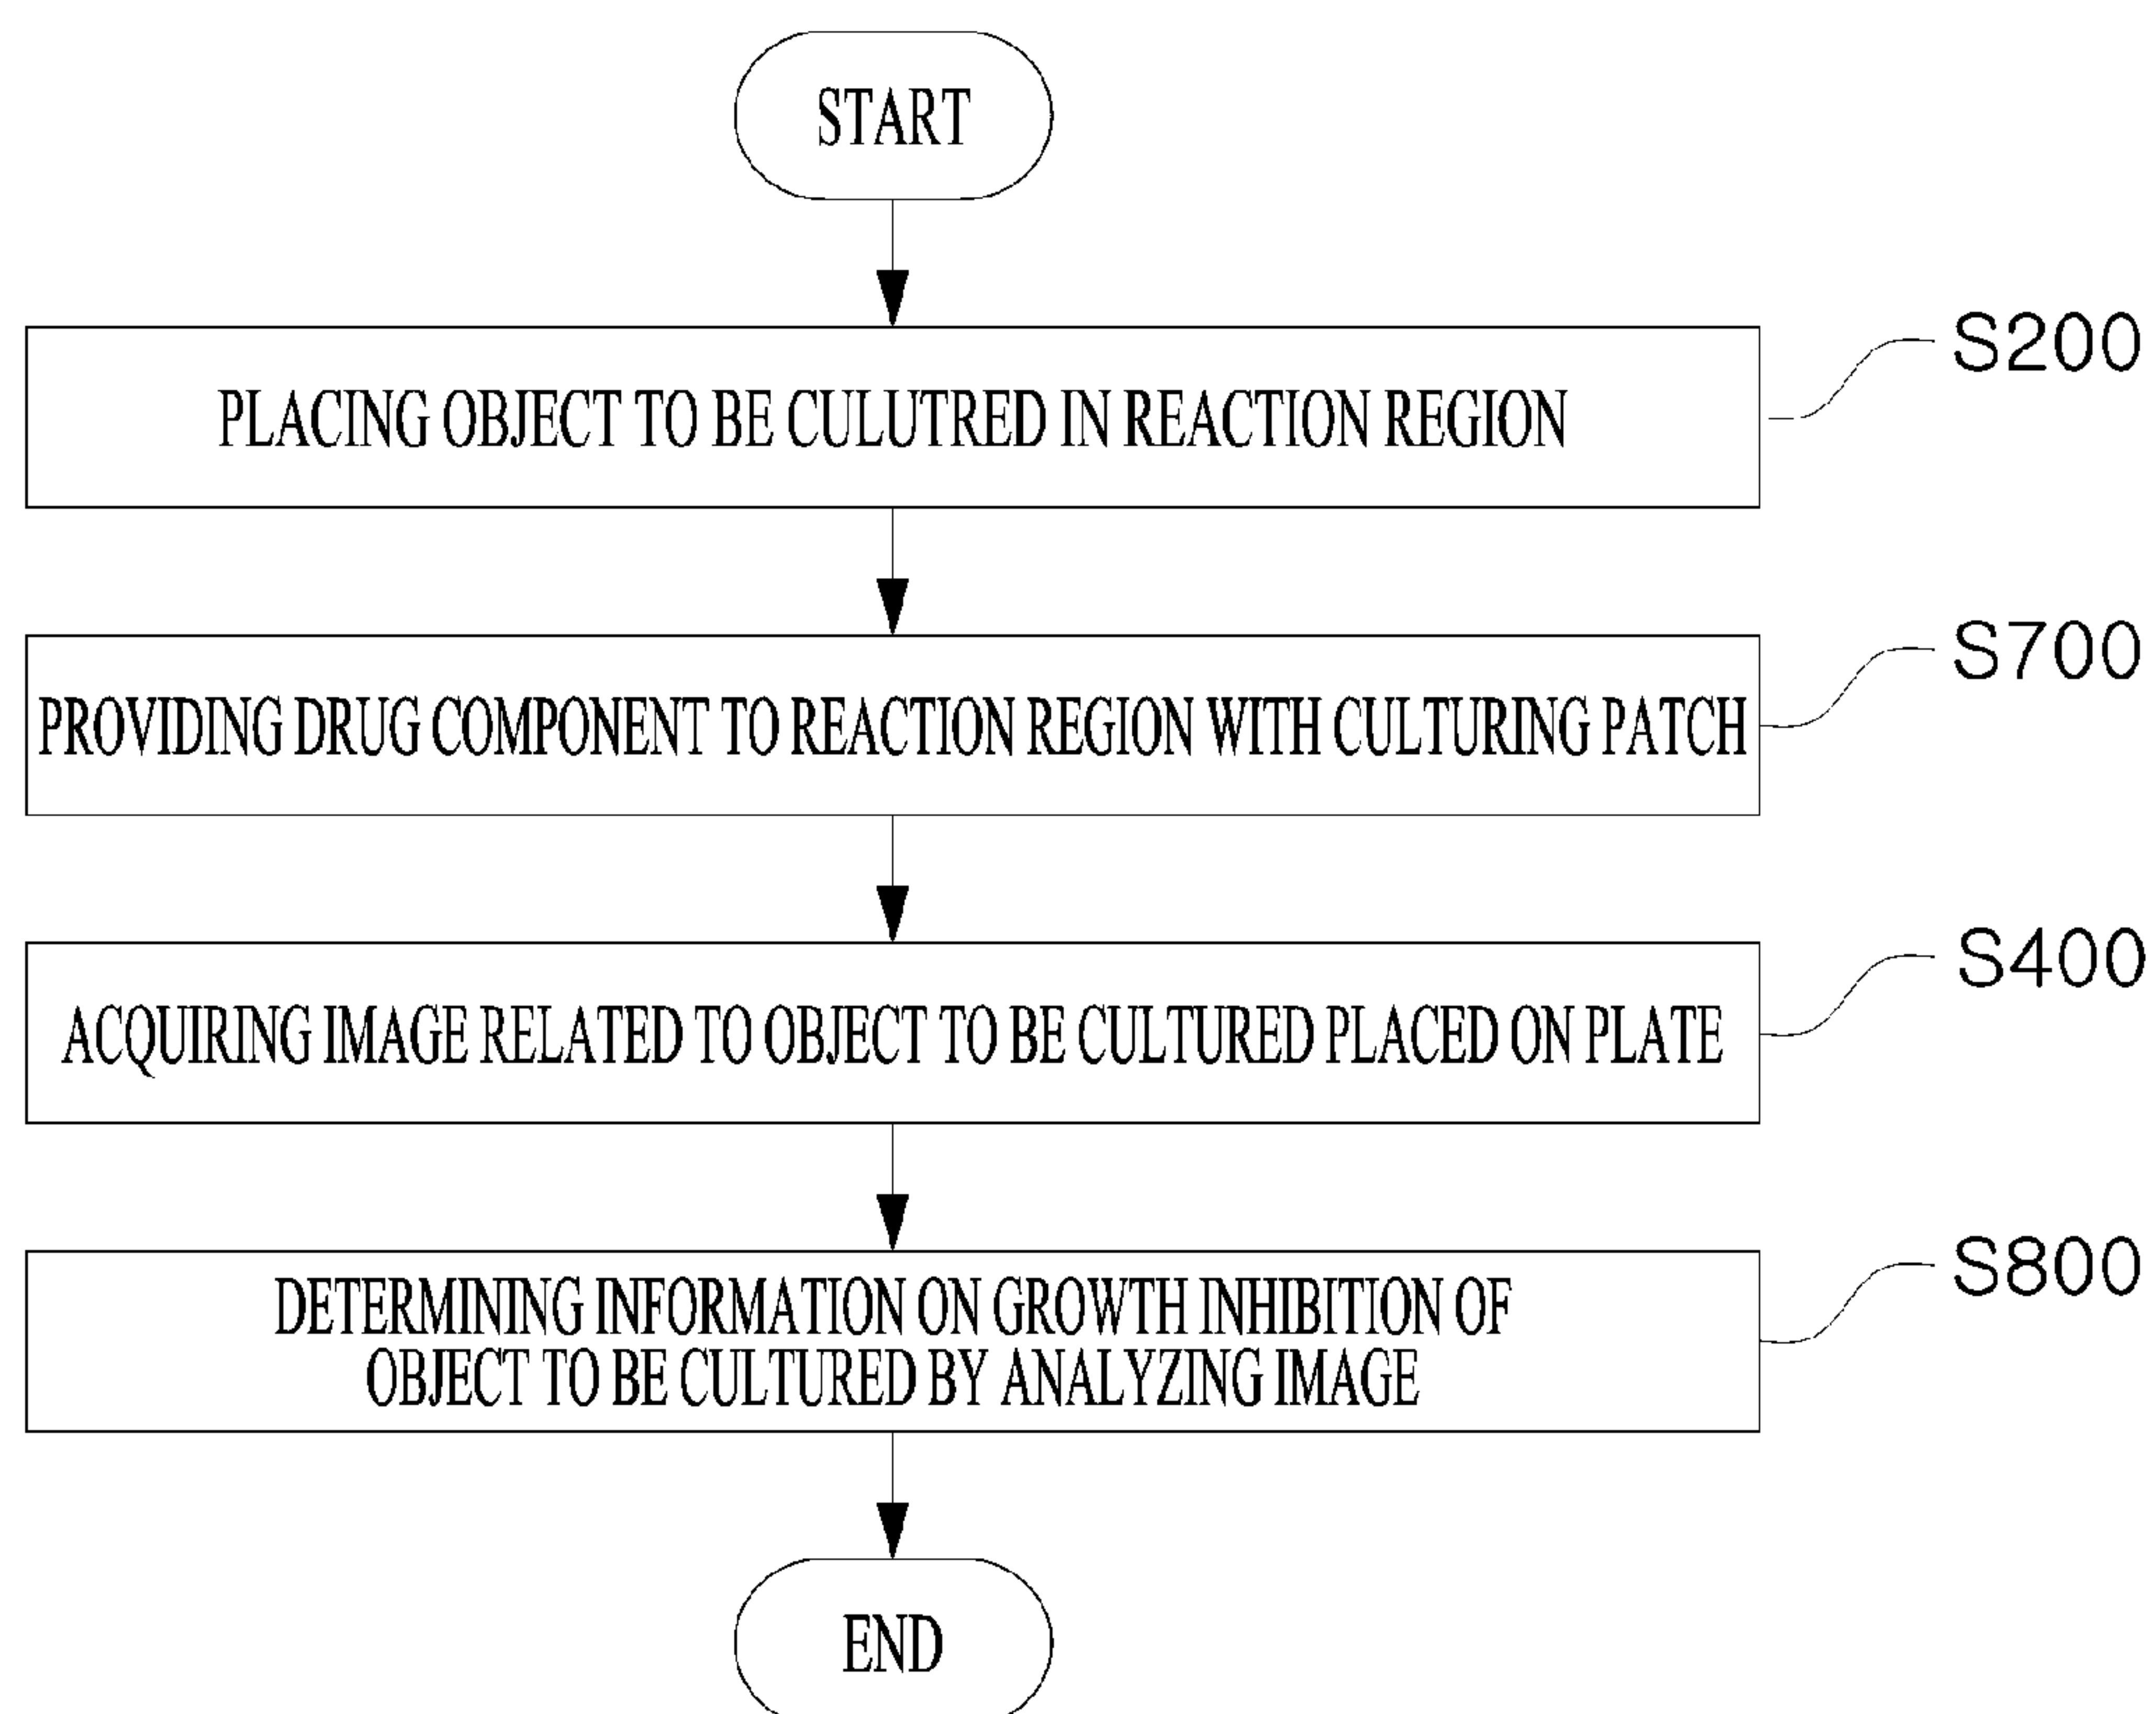 START
PLACING OBJECT TO BE CULUTRED IN REACTION REGION
S200
PROVIDING DRUG COMPONENT TO REACTION REGION WITH CULTURING PATCH
S700
ACQUIRING IMAGE RELATED TO OBJECT TO BE CULTURED PLACED ON PLATE
S400
DETERMINING INFORMATION ON GROWTH INHIBITION OF
OBJECT TO BE CULTURED BY ANALYZING IMAGE
S800
END